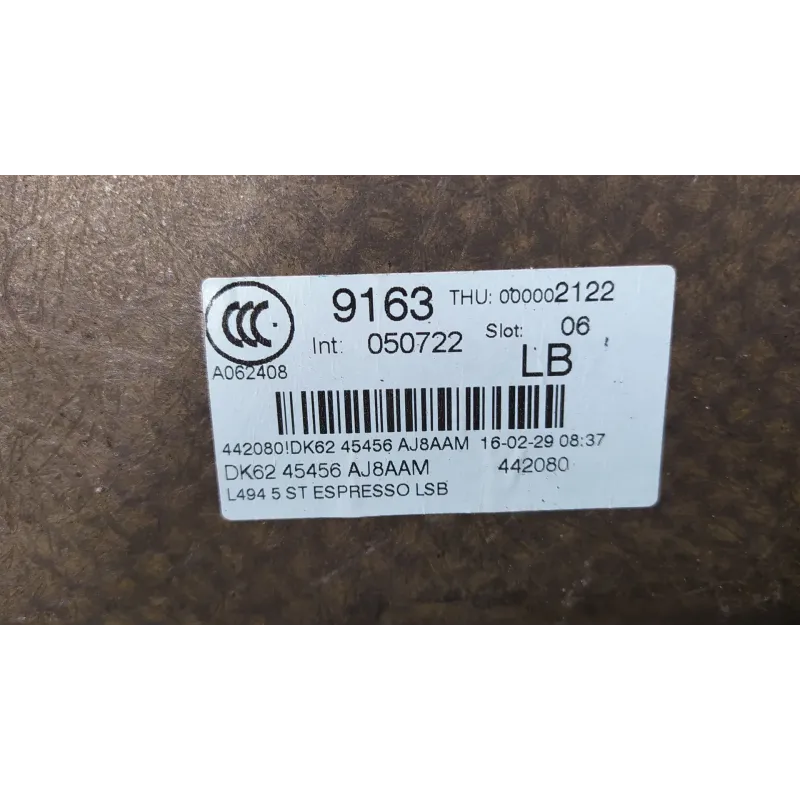 CCC
9163 THU: 000002122
Int: 050722 Slot: 06
A062408
LB
442080!DK62 45456 AJ8AAM 16-02-29 08:37
DK62 45456 AJ8AAM 442080
L494 5 ST ESPRESSO LSB